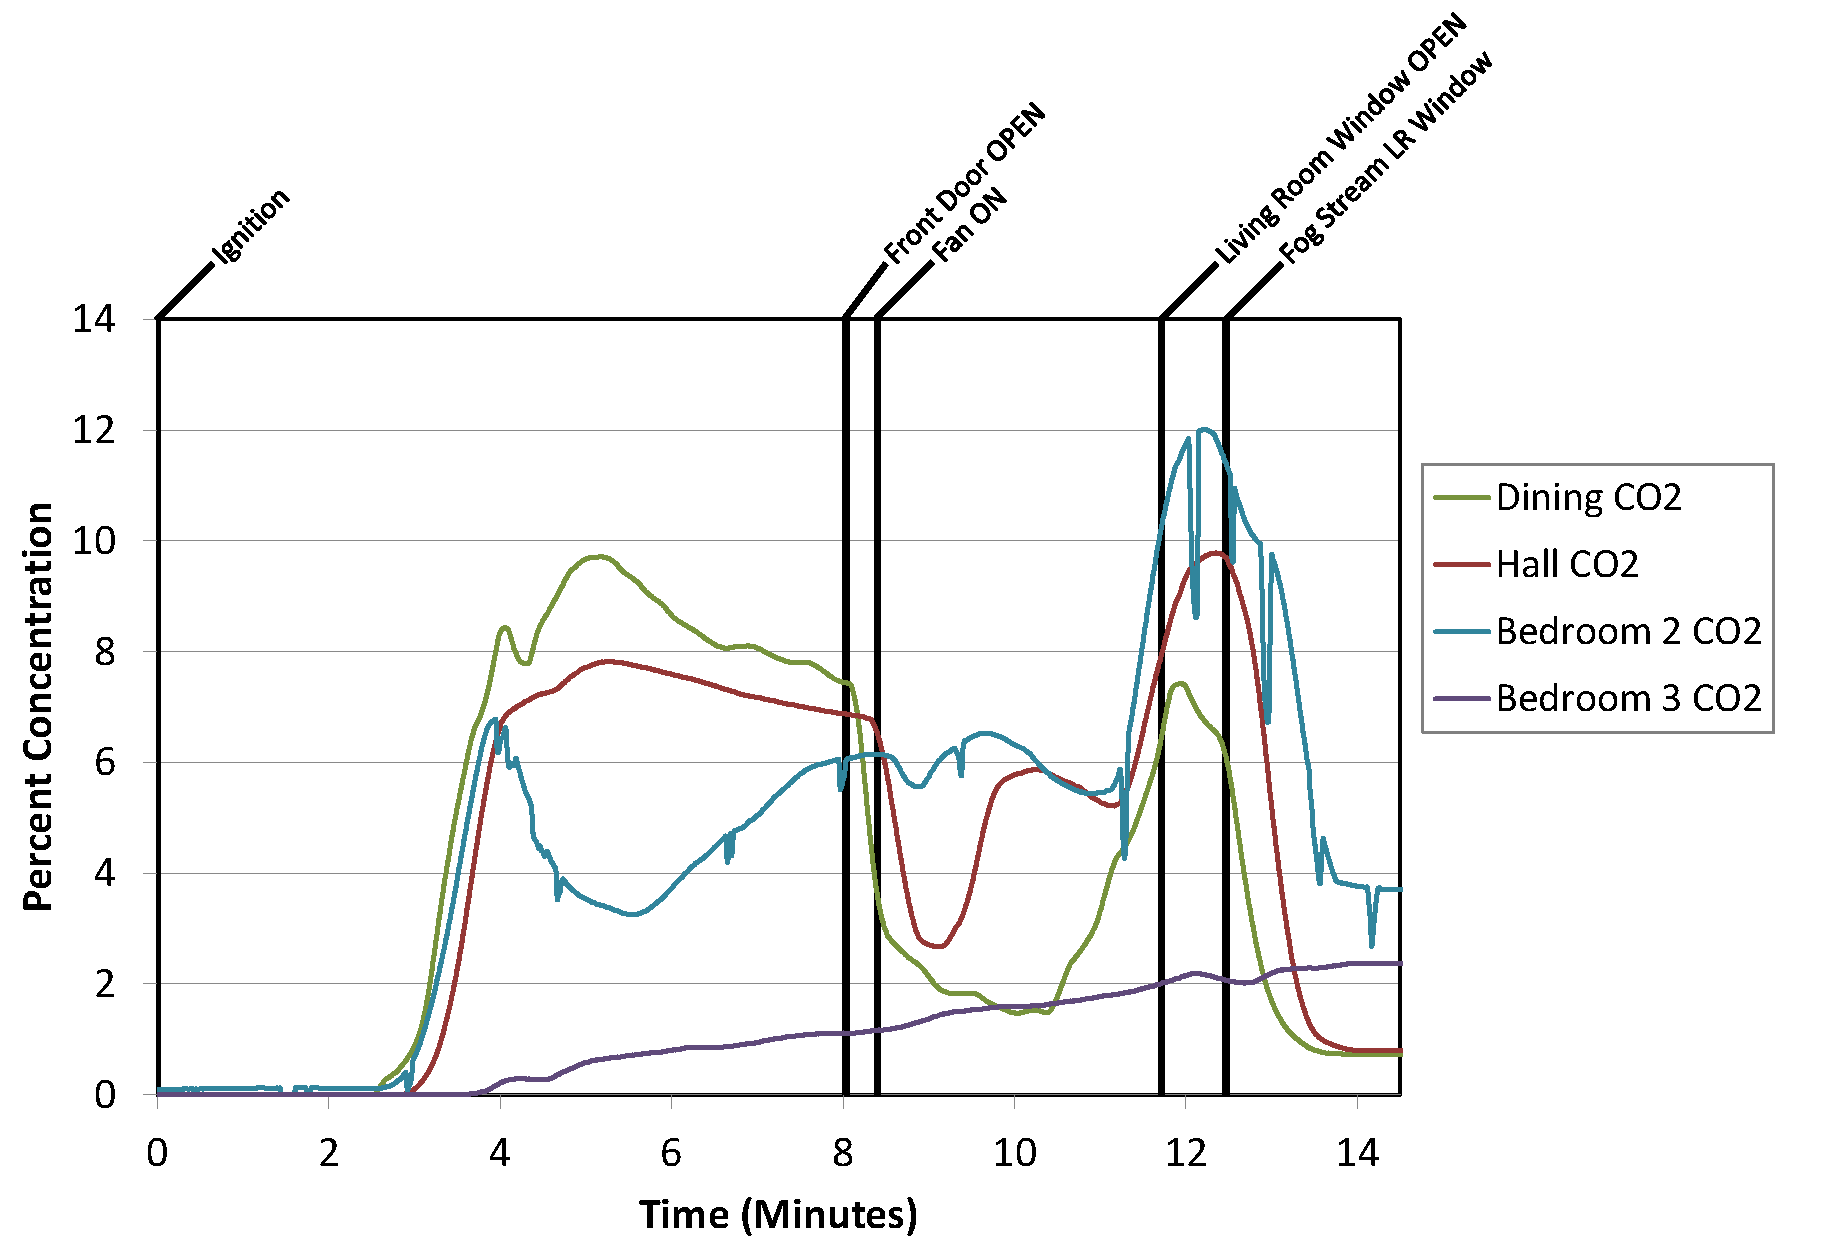 Ignition
Front Door OPEN
Fan ON
Living Room Window OPEN
Fog Stream LR Window
14
12
10
8
6
4
2
0
Percent Concentration
0 2 4 6 8 10 12 14
Time (Minutes)
Dining CO2
Hall CO2
Bedroom 2 CO2
Bedroom 3 CO2